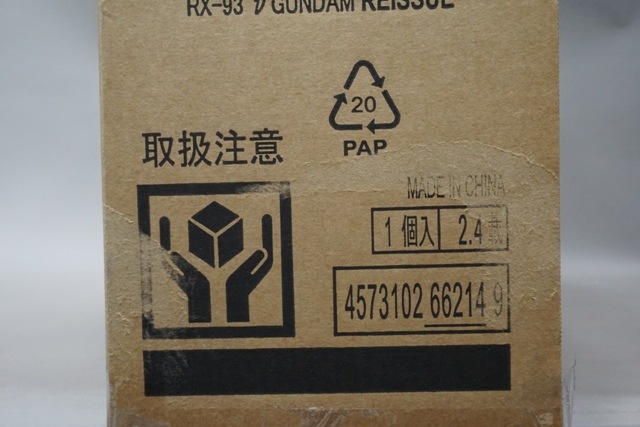 RX-93 ν GUNDAM REISSUE
20
PAP
取扱注意
MADE IN CHINA
1個入 2.4
4573102 66214 9